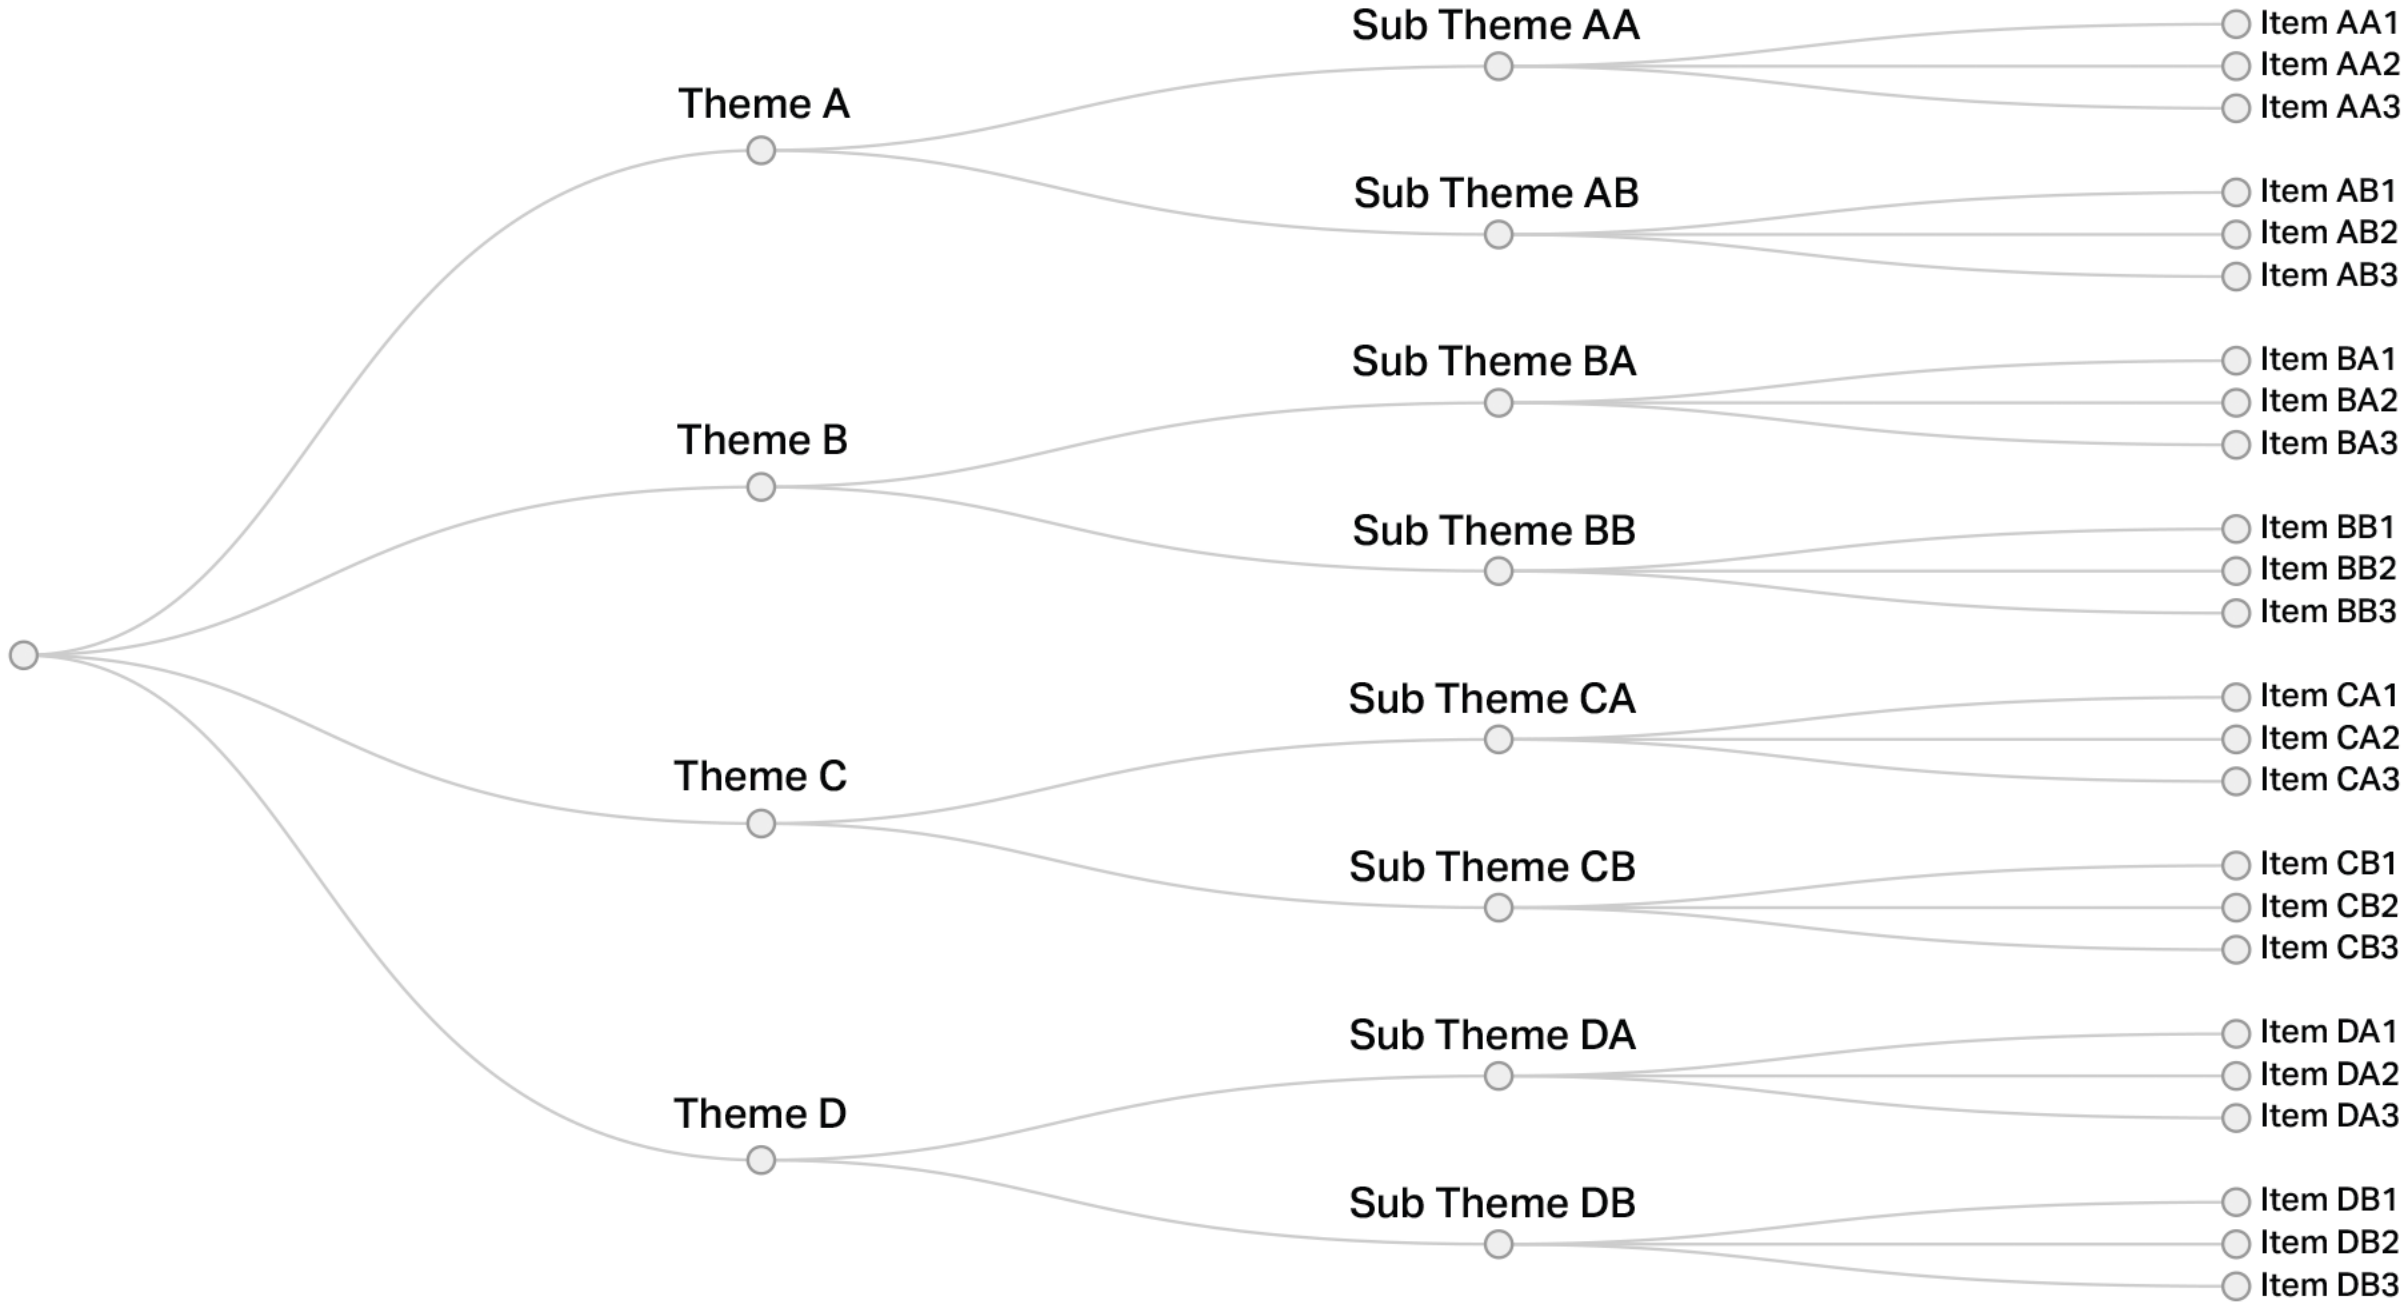 Theme A
Sub Theme AA
Item AA1
Item AA2
Item AA3
Sub Theme AB
Item AB1
Item AB2
Item AB3
Theme B
Sub Theme BA
Item BA1
Item BA2
Item BA3
Sub Theme BB
Item BB1
Item BB2
Item BB3
Theme C
Sub Theme CA
Item CA1
Item CA2
Item CA3
Sub Theme CB
Item CB1
Item CB2
Item CB3
Theme D
Sub Theme DA
Item DA1
Item DA2
Item DA3
Sub Theme DB
Item DB1
Item DB2
Item DB3